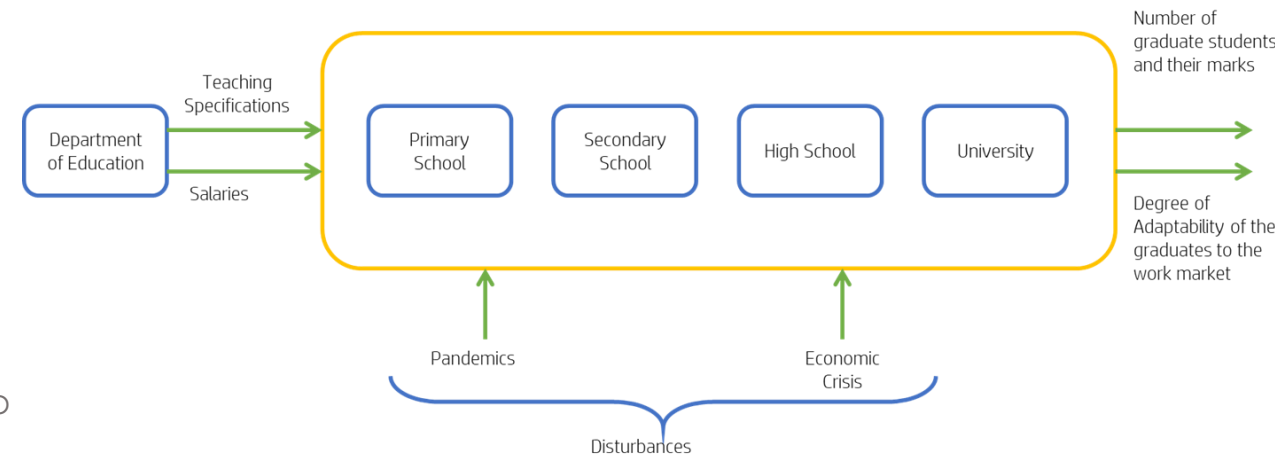 Number of
graduate students
and their marks
Teaching
Specifications
Department
of Education
Primary
School
Secondary
School
High School
University
Salaries
Degree of
Adaptability of the
graduates to the
work market
Pandemics
Economic
Crisis
Disturbances